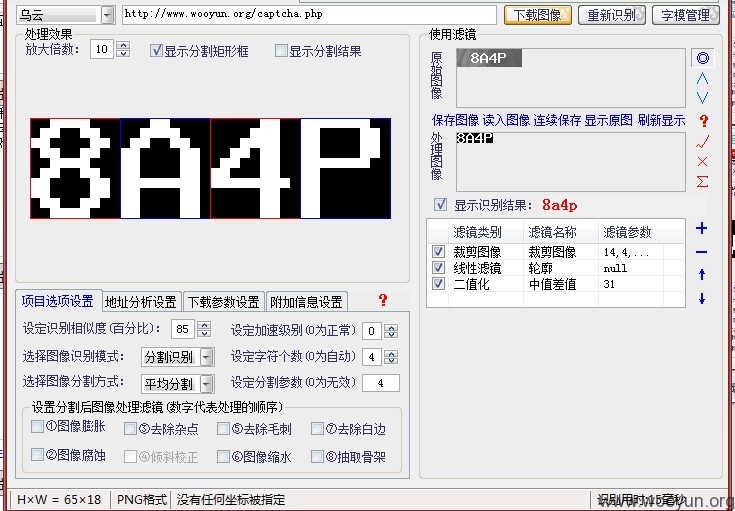 乌云 http://www.wooyun.org/captcha.php 下载图像 重新识别 字模管理
处理效果
放大倍数: 10 显示分割矩形框 显示分割结果
8A4P
使用滤镜
原始图像 8A4P
保存图像 读入图像 连续保存 显示原图 刷新显示 ?
处理图像 8A4P
显示识别结果: 8a4p
滤镜类别 滤镜名称 滤镜参数
裁剪图像 裁剪图像 14,4,...
线性滤镜 轮廓 null
二值化 中值差值 31
项目选项设置 地址分析设置 下载参数设置 附加信息设置 ?
设定识别相似度(百分比): 85 设定加速级别(0为正常) 0
选择图像识别模式: 分割识别 设定字符个数(0为自动) 4
选择图像分割方式: 平均分割 设定分割参数(0为无效) 4
设置分割后图像处理滤镜(数字代表处理的顺序)
①图像膨胀 ③去除杂点 ⑤去除毛刺 ⑦去除白边
②图像腐蚀 ④倾斜校正 ⑥图像缩水 ⑧抽取骨架
H×W = 65×18 PNG格式 没有任何坐标被指定 识别用时:15毫秒
www.wooyun.org